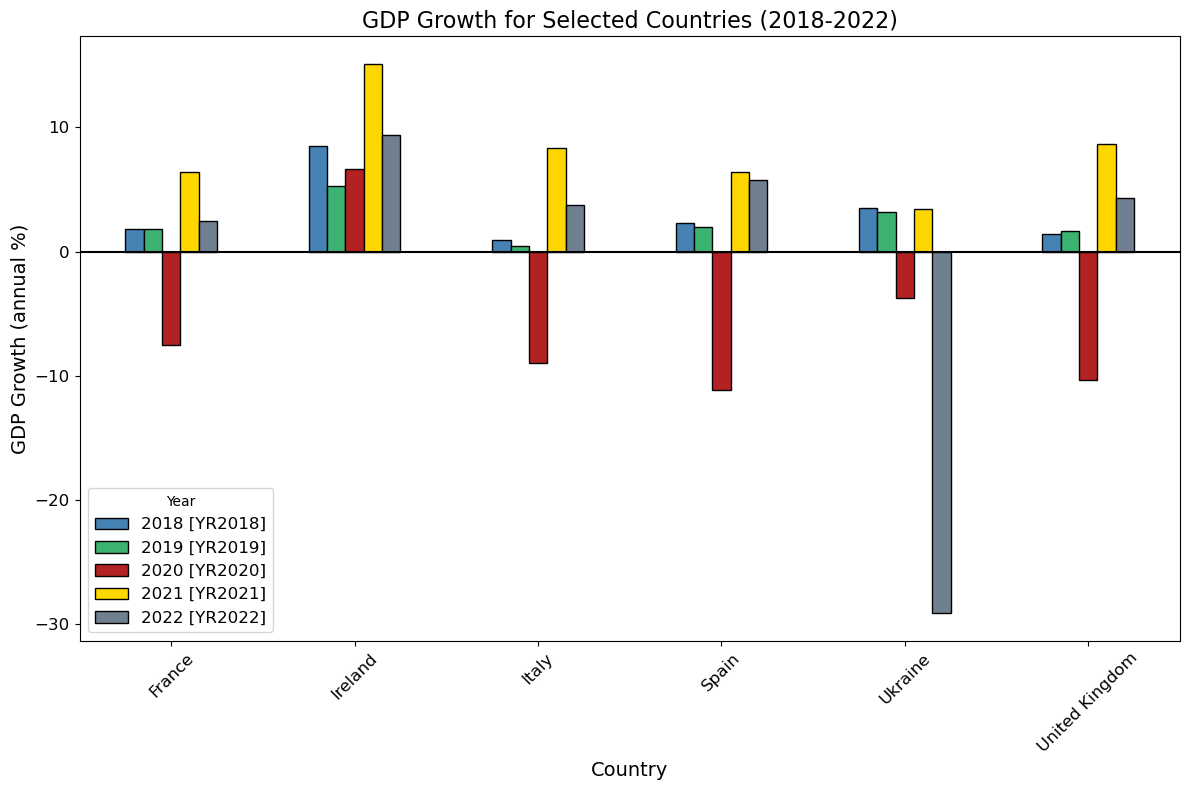 GDP Growth for Selected Countries (2018-2022)
GDP Growth (annual %)
10
0
−10
−20
−30
Year
2018 [YR2018]
2019 [YR2019]
2020 [YR2020]
2021 [YR2021]
2022 [YR2022]
France
Ireland
Italy
Spain
Ukraine
United Kingdom
Country